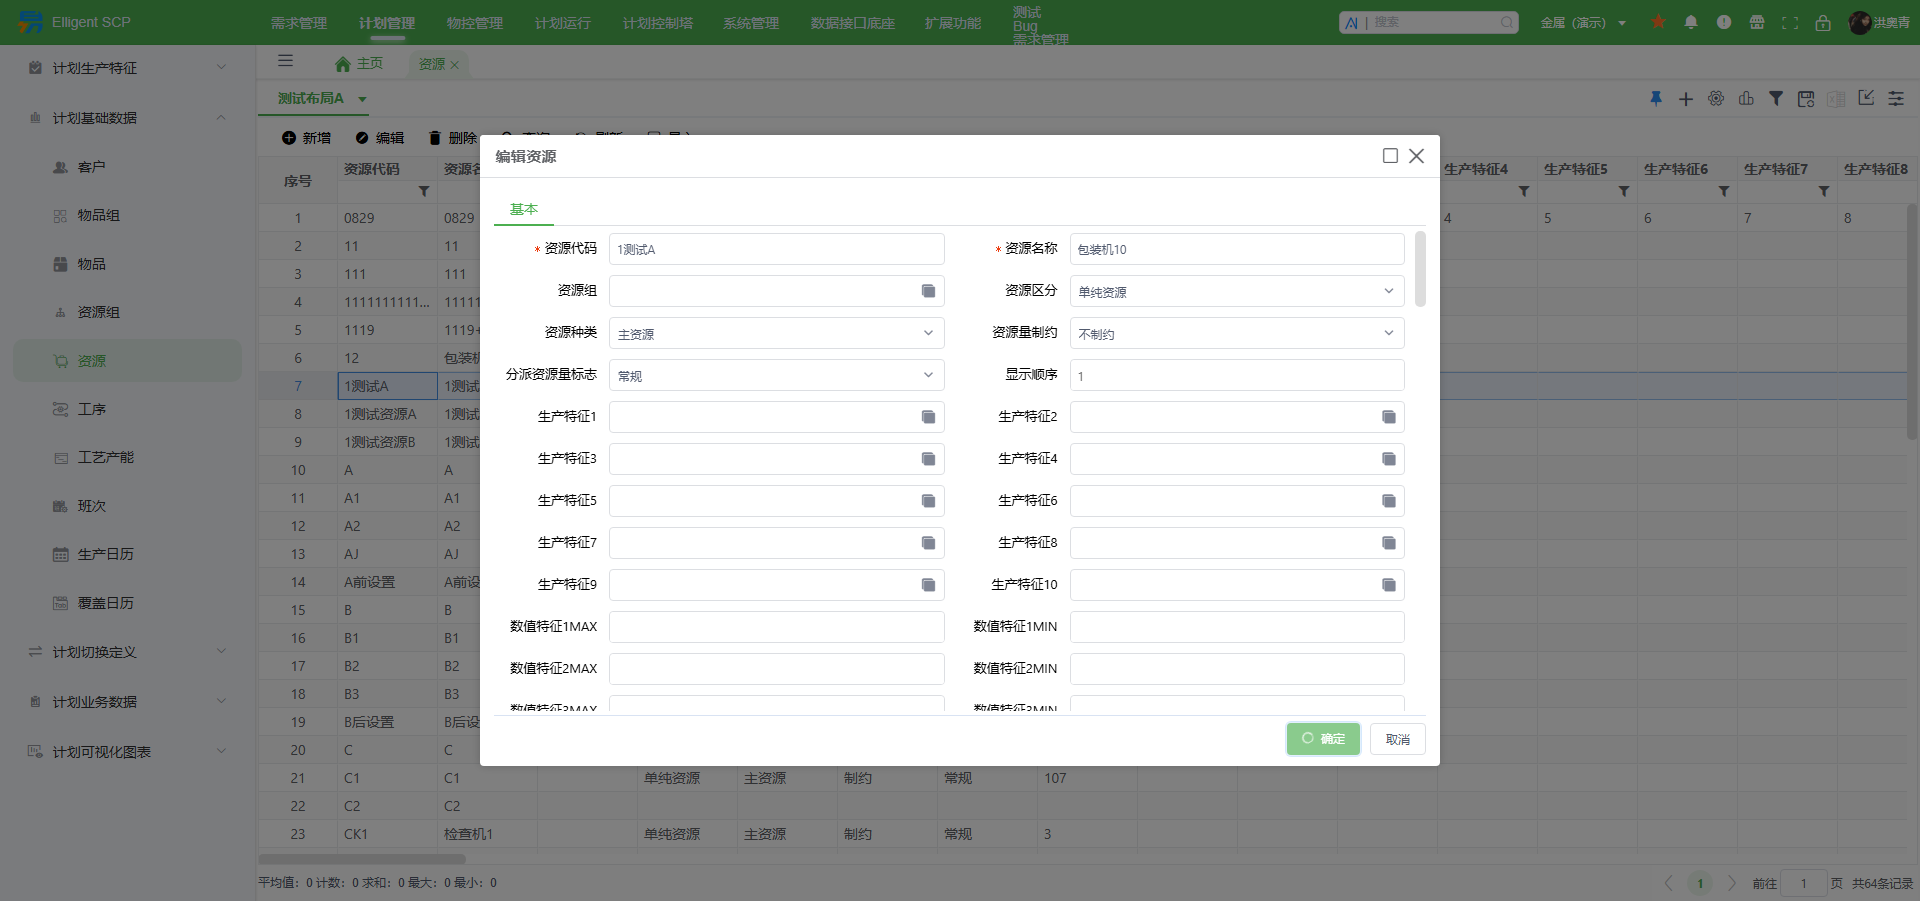 Elligent SCP
需求管理 计划管理 物控管理 计划运行 计划控制塔 系统管理 数据接口底座 扩展功能
测试
Bug
需求管理
AI | 搜索
金属（演示）
洪奥青
计划生产特征
计划基础数据
客户
物品组
物品
资源组
资源
工序
工艺产能
班次
生产日历
覆盖日历
计划切换定义
计划业务数据
计划可视化图表
主页
资源
测试布局A
新增 编辑 删除
序号 资源代码 生产特征4 生产特征5 生产特征6 生产特征7 生产特征8
1 0829 0829 4 5 6 7 8
2 11 11
3 111 111
4 1111111111... 11111
5 1119 1119+
6 12 包装机
7 1测试A 1测试
8 1测试资源A 1测试
9 1测试资源B 1测试
10 A A
11 A1 A1
12 A2 A2
13 AJ AJ
14 A前设置 A前设
15 B B
16 B1 B1
17 B2 B2
18 B3 B3
19 B后设置 B后设
20 C C
21 C1 C1 单纯资源 主资源 制约 常规 107
22 C2 C2
23 CK1 检查机1 单纯资源 主资源 制约 常规 3
平均值：0 计数：0 求和：0 最大：0 最小：0
1 前往 1 页 共64条记录
编辑资源
基本
* 资源代码 1测试A
* 资源名称 包装机10
资源组
资源区分 单纯资源
资源种类 主资源
资源量制约 不制约
分派资源量标志 常规
显示顺序 1
生产特征1
生产特征2
生产特征3
生产特征4
生产特征5
生产特征6
生产特征7
生产特征8
生产特征9
生产特征10
数值特征1MAX
数值特征1MIN
数值特征2MAX
数值特征2MIN
数值特征3MAX
数值特征3MIN
确定
取消